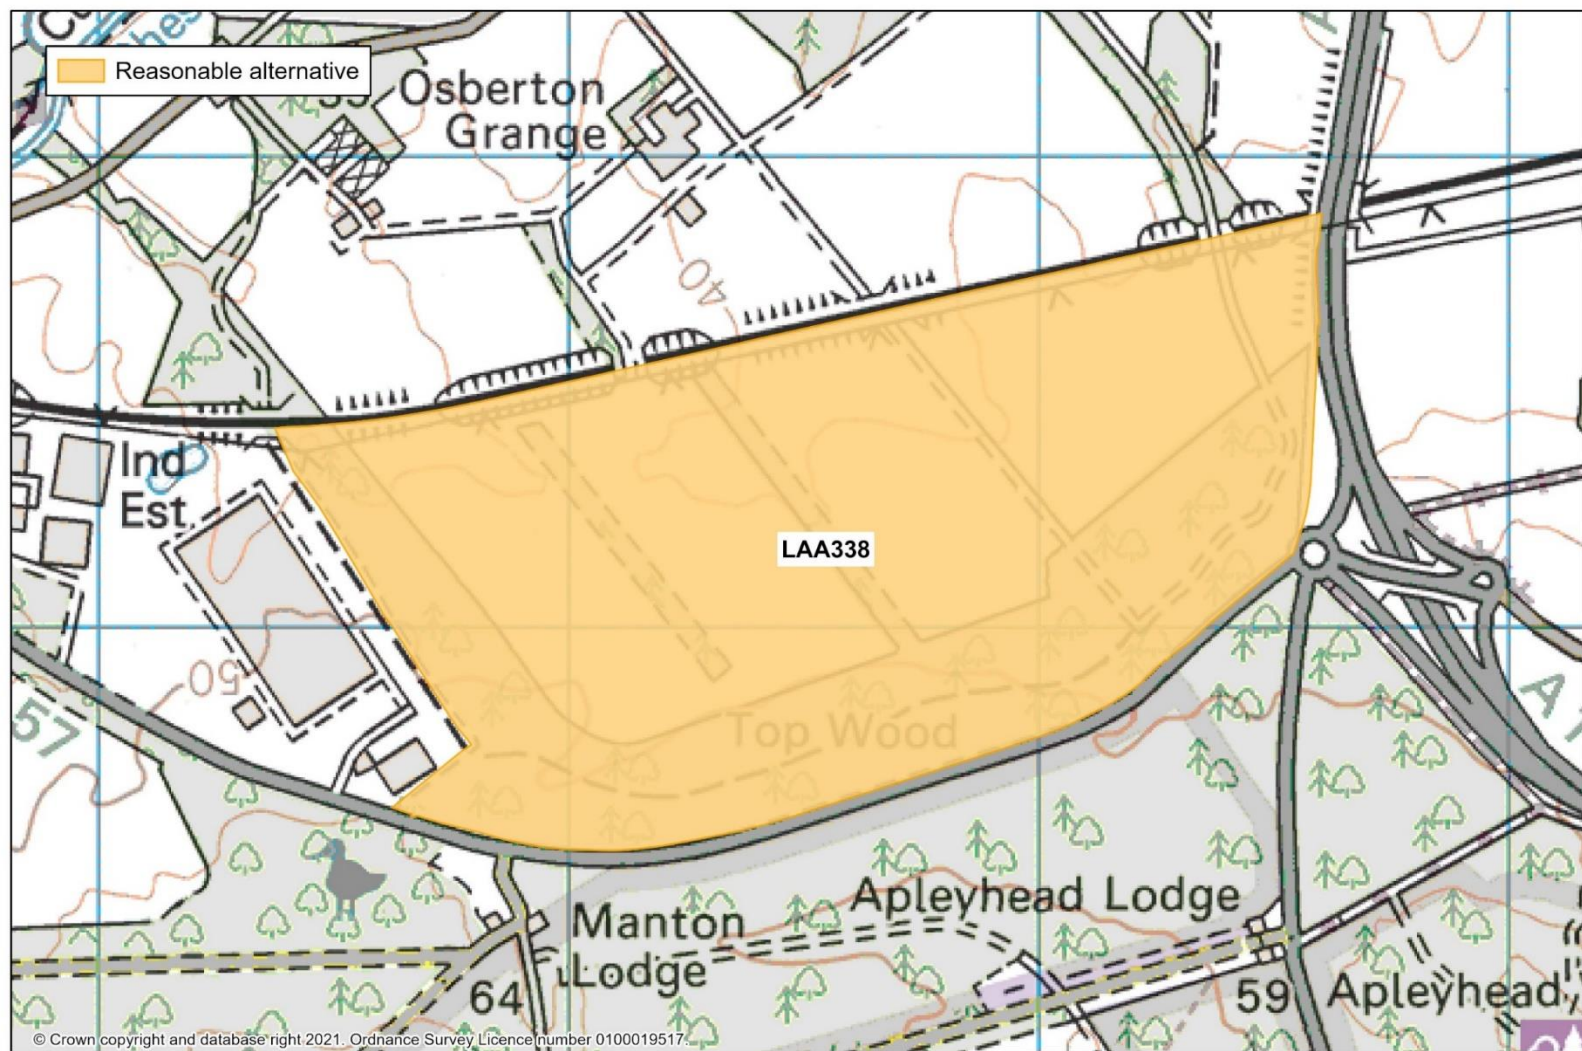 Reasonable alternative
Osberton
Grange
40
Ind
Est
LAA338
50
57
Top Wood
A 1
Manton
Lodge
Apleyhead Lodge
64
59
Apleyhead
© Crown copyright and database right 2021. Ordnance Survey Licence number 0100019517.